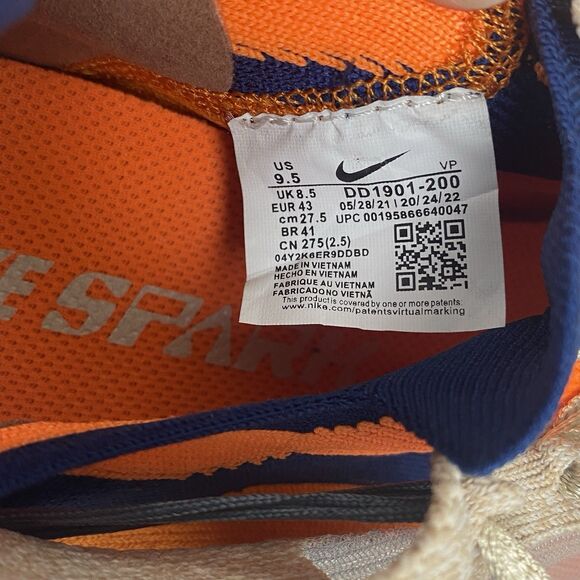 US
9.5
UK 8.5
EUR 43
cm 27.5
BR 41
CN 275(2.5)
04Y2K6ER9DDBD
VP
DD1901-200
05/28/21 | 20/24/22
UPC 00195866640047
MADE IN VIETNAM
HECHO EN VIETNAM
FABRIQUE AU VIETNAM
FABRICADONO VIETNÃ
This product is covered by one or more patents.
www.nike.com/patentsvirtualmarking
SPARK